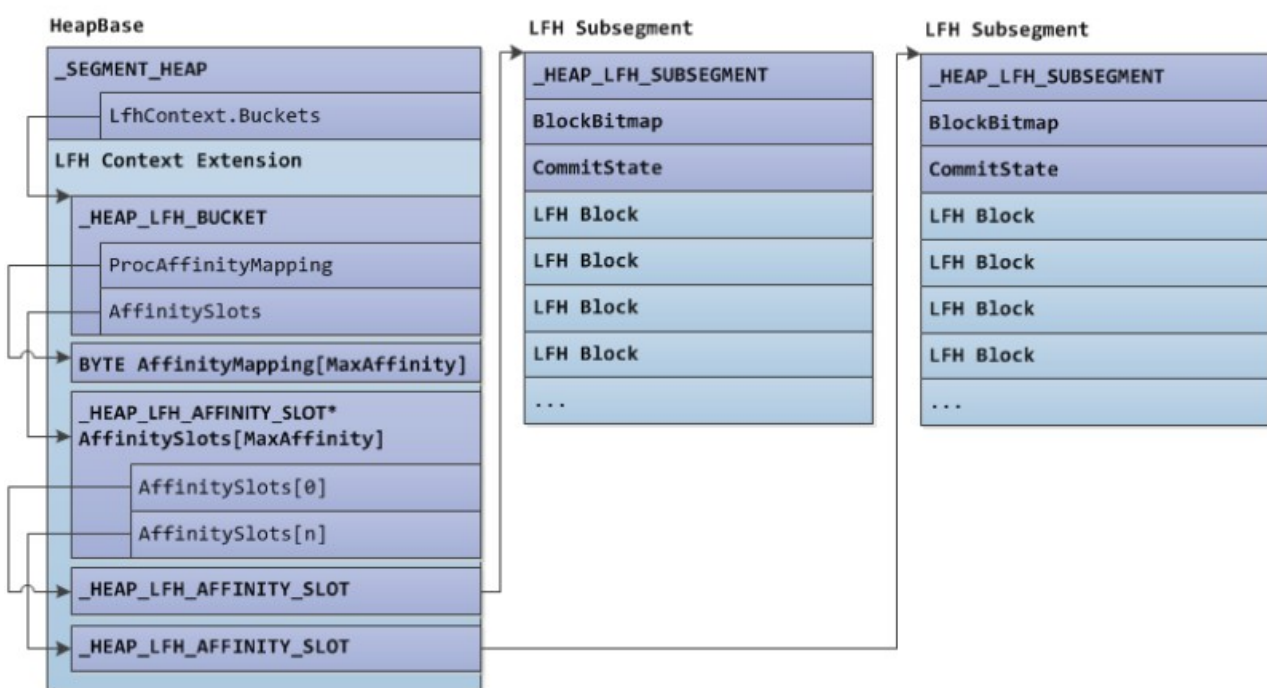 HeapBase
_SEGMENT_HEAP
LfhContext.Buckets
LFH Context Extension
_HEAP_LFH_BUCKET
ProcAffinityMapping
AffinitySlots
BYTE AffinityMapping[MaxAffinity]
_HEAP_LFH_AFFINITY_SLOT*
AffinitySlots[MaxAffinity]
AffinitySlots[0]
AffinitySlots[n]
_HEAP_LFH_AFFINITY_SLOT
_HEAP_LFH_AFFINITY_SLOT
LFH Subsegment
_HEAP_LFH_SUBSEGMENT
BlockBitmap
CommitState
LFH Block
LFH Block
LFH Block
LFH Block
...
LFH Subsegment
_HEAP_LFH_SUBSEGMENT
BlockBitmap
CommitState
LFH Block
LFH Block
LFH Block
LFH Block
...